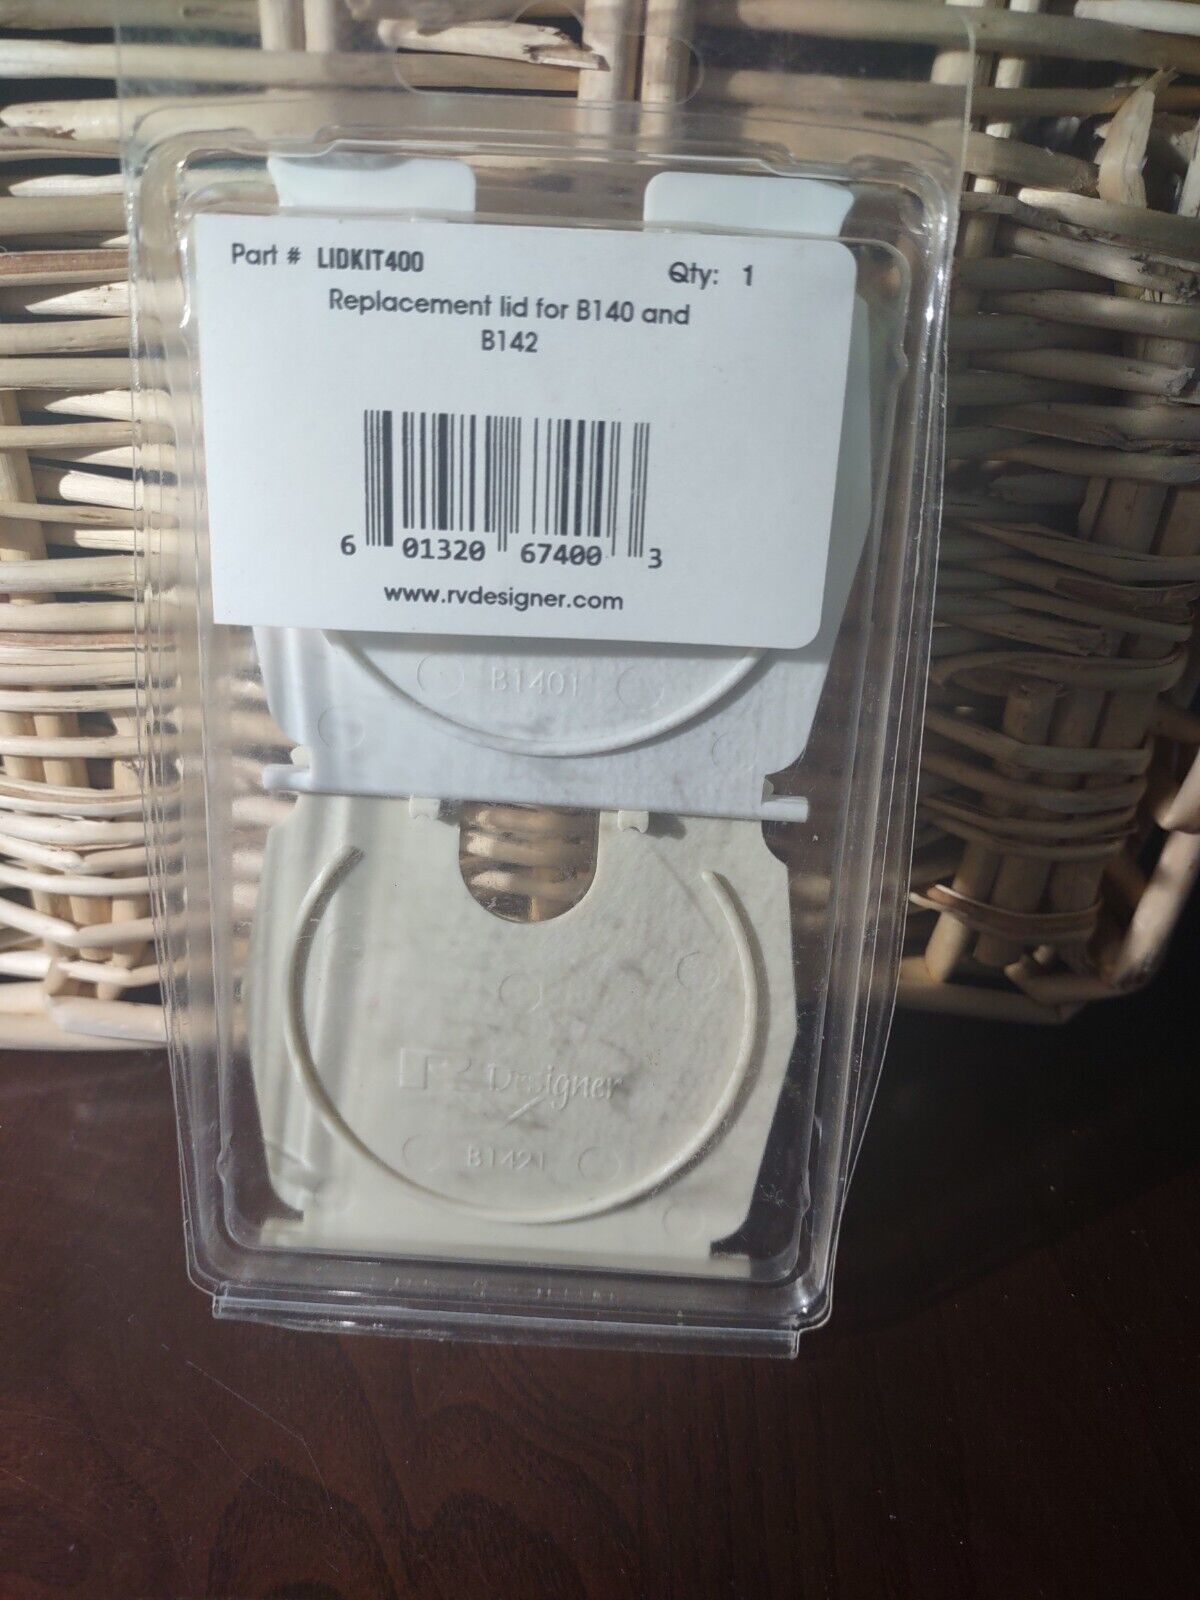 Part # LIDKIT400 Qty: 1
Replacement lid for B140 and
B142
6 01320 67400 3
www.rvdesigner.com
B1401
Designer
B1421